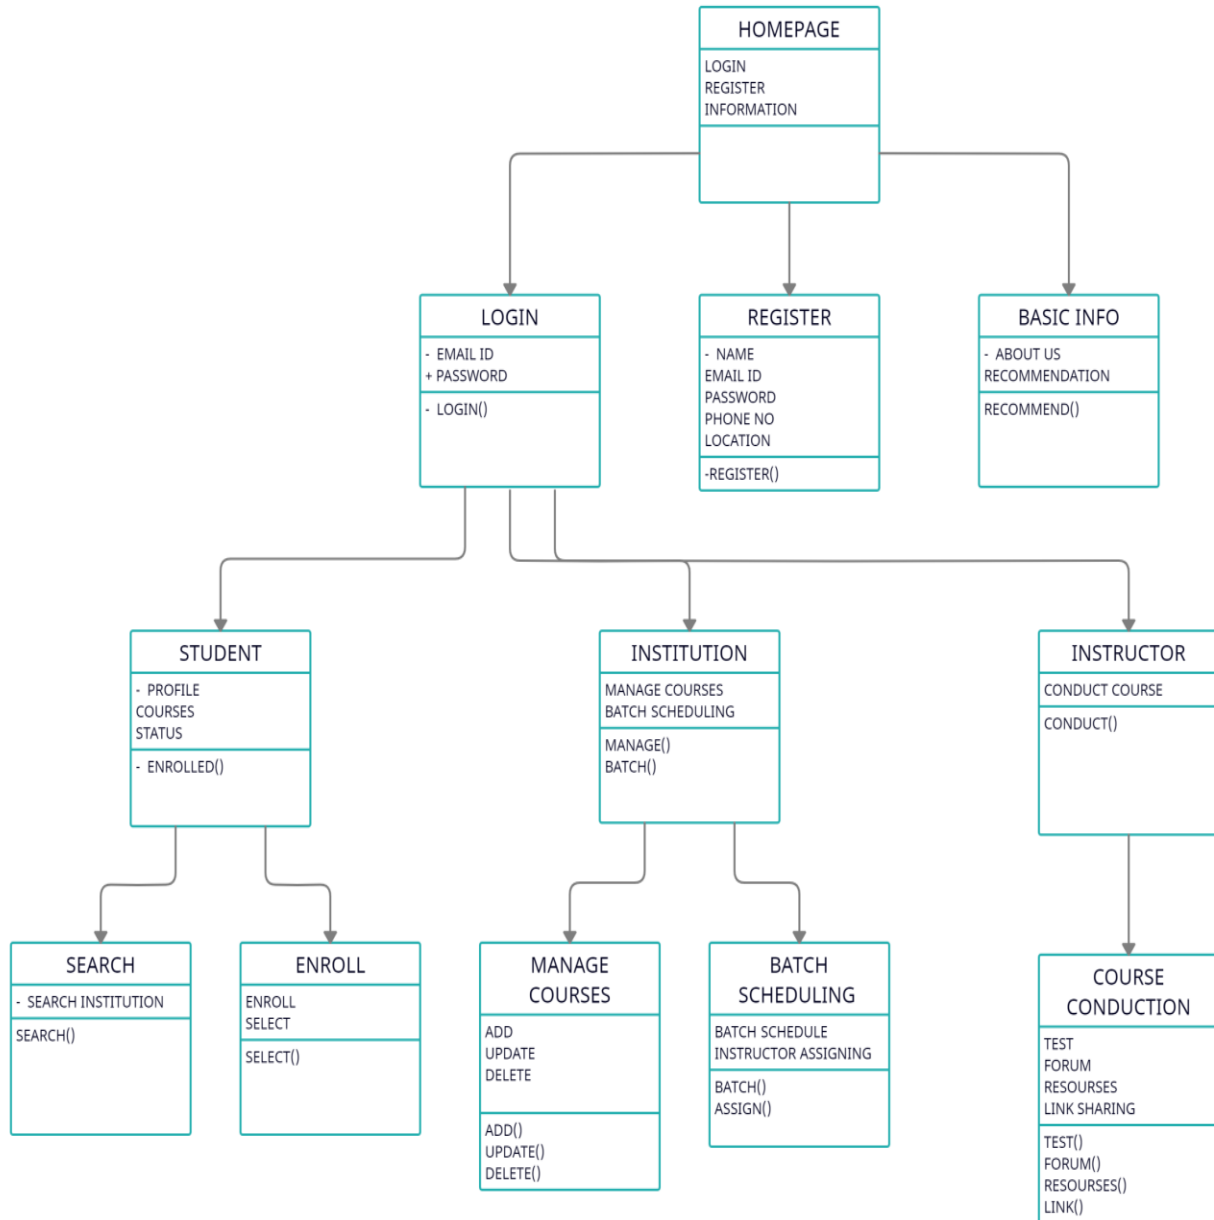 HOMEPAGE
LOGIN
REGISTER
INFORMATION
LOGIN
- EMAIL ID
+ PASSWORD
- LOGIN()
REGISTER
- NAME
EMAIL ID
PASSWORD
PHONE NO
LOCATION
-REGISTER()
BASIC INFO
- ABOUT US
RECOMMENDATION
RECOMMEND()
STUDENT
- PROFILE
COURSES
STATUS
- ENROLLED()
INSTITUTION
MANAGE COURSES
BATCH SCHEDULING
MANAGE()
BATCH()
INSTRUCTOR
CONDUCT COURSE
CONDUCT()
SEARCH
- SEARCH INSTITUTION
SEARCH()
ENROLL
ENROLL
SELECT
SELECT()
MANAGE
COURSES
ADD
UPDATE
DELETE
ADD()
UPDATE()
DELETE()
BATCH
SCHEDULING
BATCH SCHEDULE
INSTRUCTOR ASSIGNING
BATCH()
ASSIGN()
COURSE
CONDUCTION
TEST
FORUM
RESOURSES
LINK SHARING
TEST()
FORUM()
RESOURSES()
LINK()